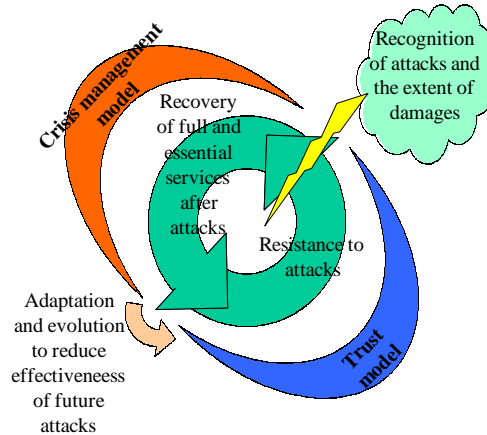 Crisis management
model
Recognition
of attacks and
the extent of
damages
Recovery
of full and
essential
services
after
attacks
Resistance to
attacks
Adaptation
and evolution
to reduce
effectiveneess
of future
attacks
Trust
model